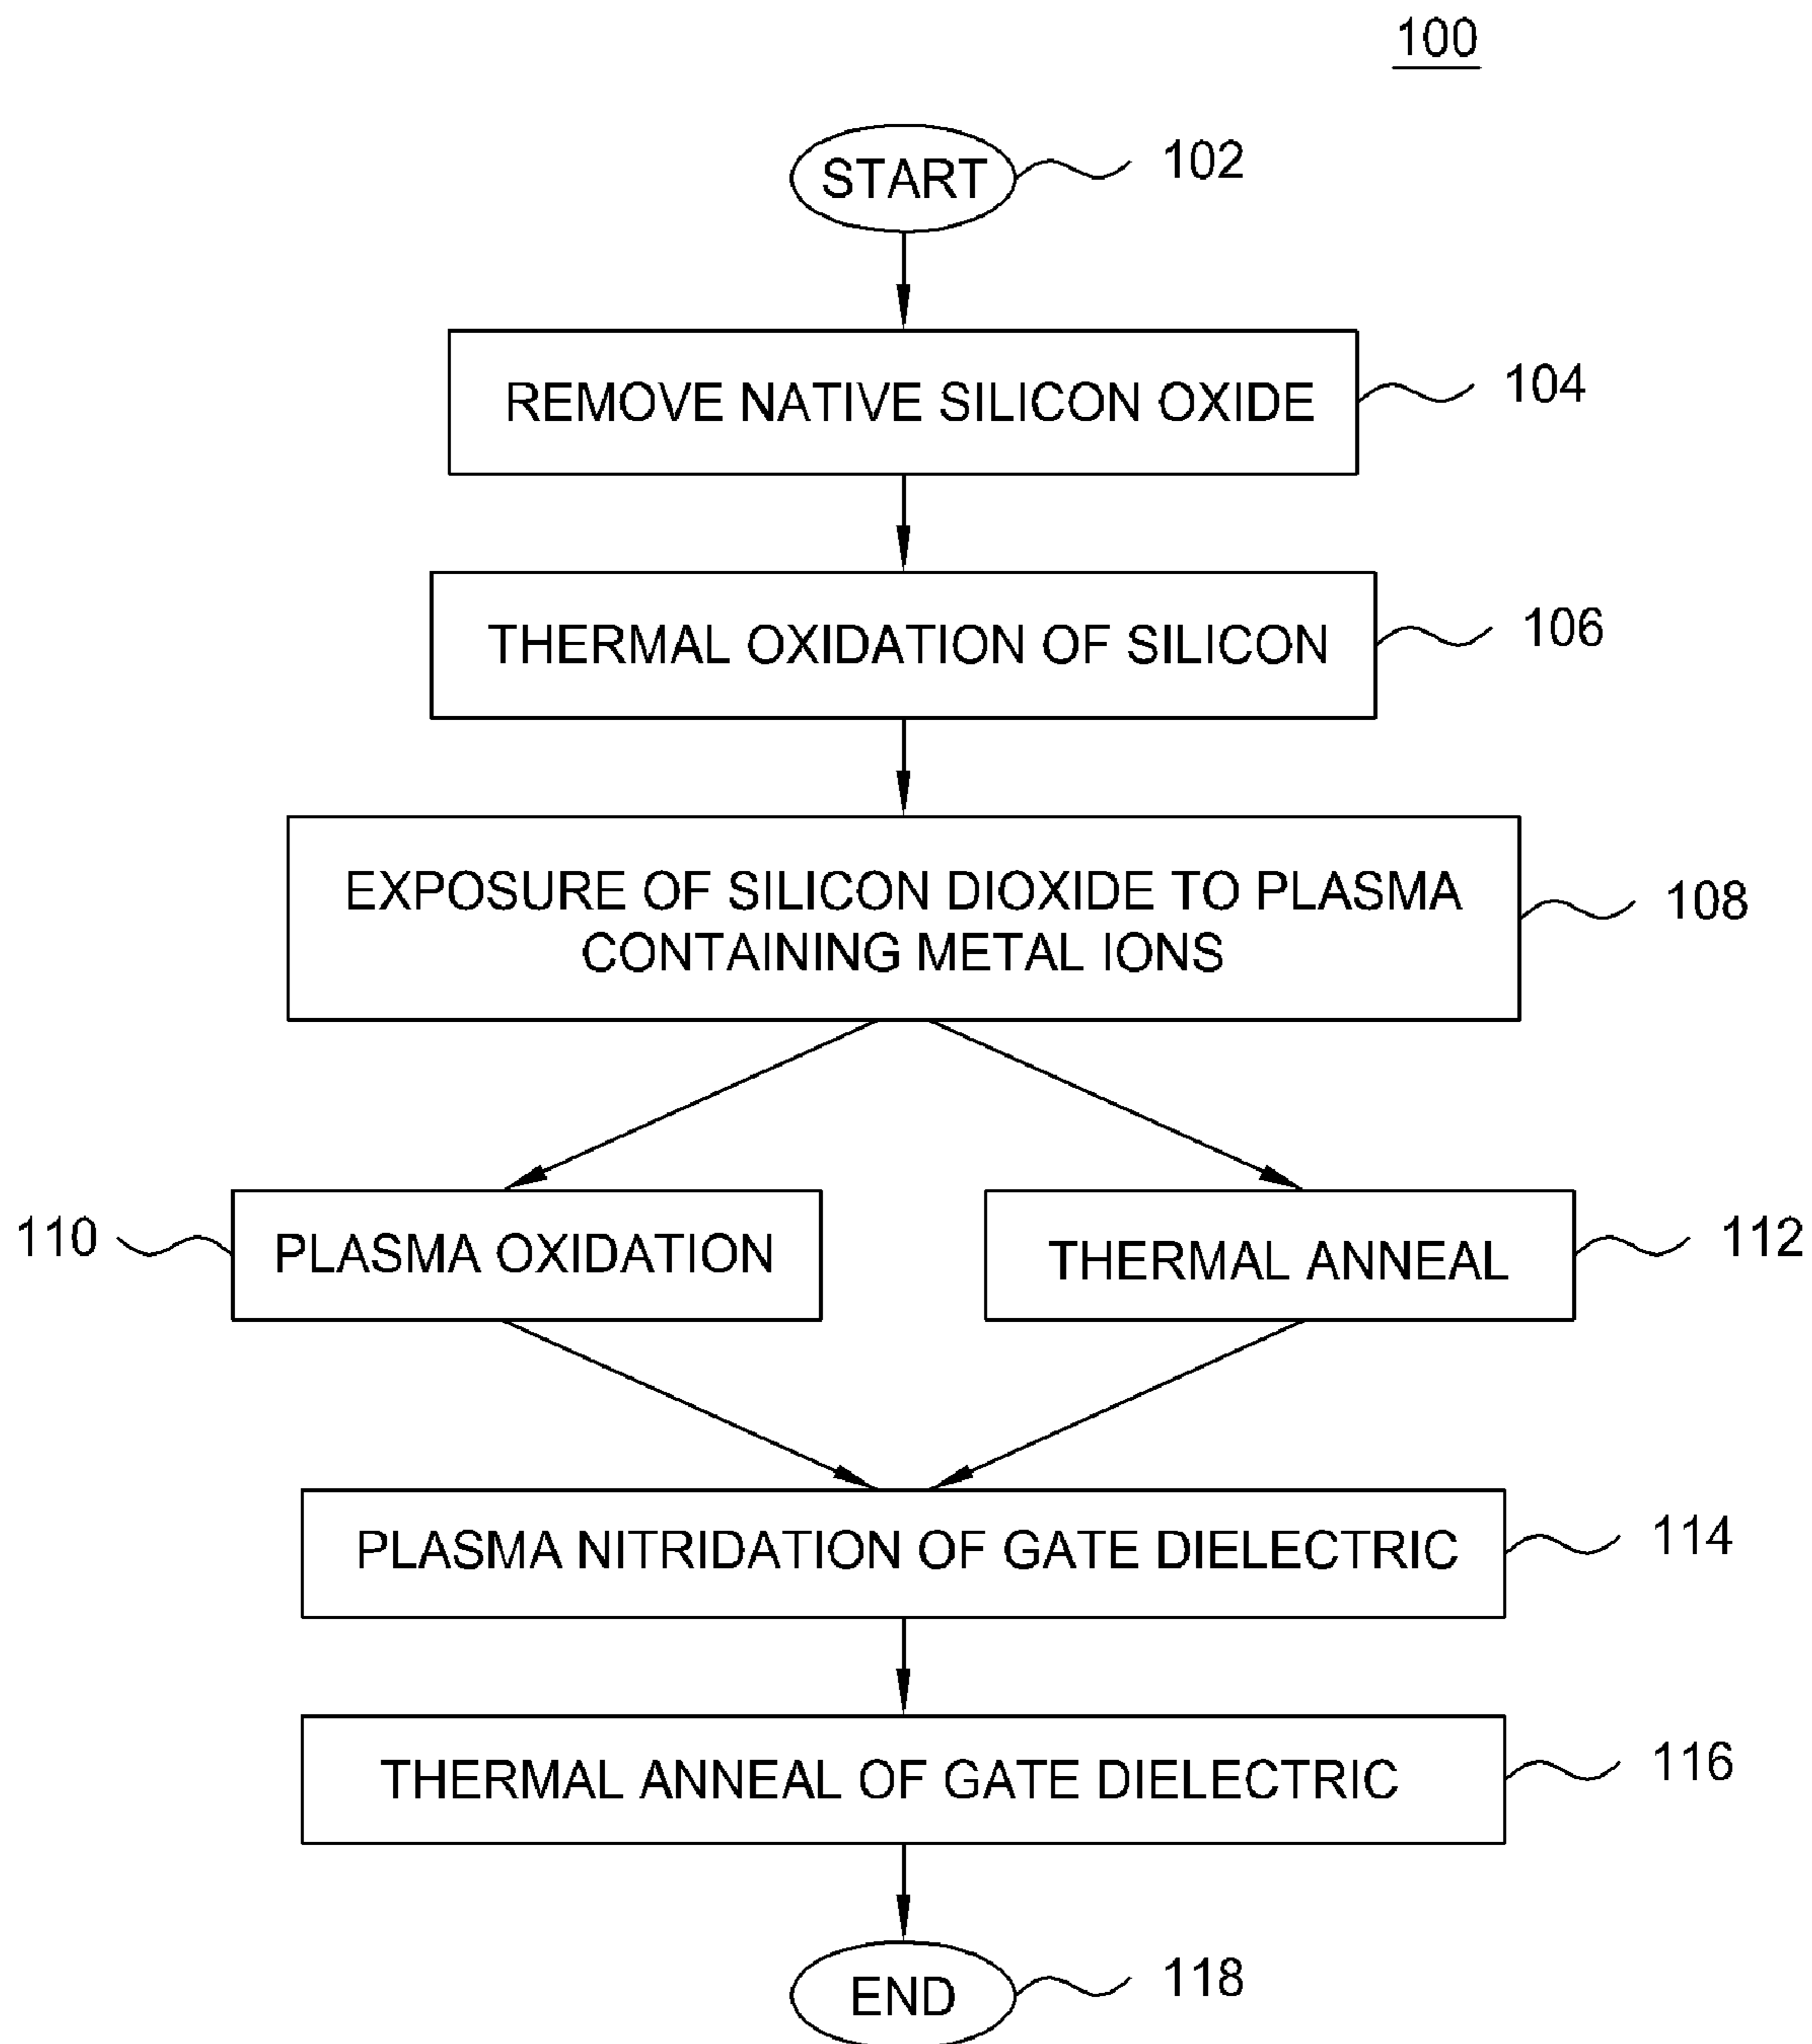 100
START
102
REMOVE NATIVE SILICON OXIDE
104
THERMAL OXIDATION OF SILICON
106
EXPOSURE OF SILICON DIOXIDE TO PLASMA
CONTAINING METAL IONS
108
110
PLASMA OXIDATION
THERMAL ANNEAL
112
PLASMA NITRIDATION OF GATE DIELECTRIC
114
THERMAL ANNEAL OF GATE DIELECTRIC
116
END
118